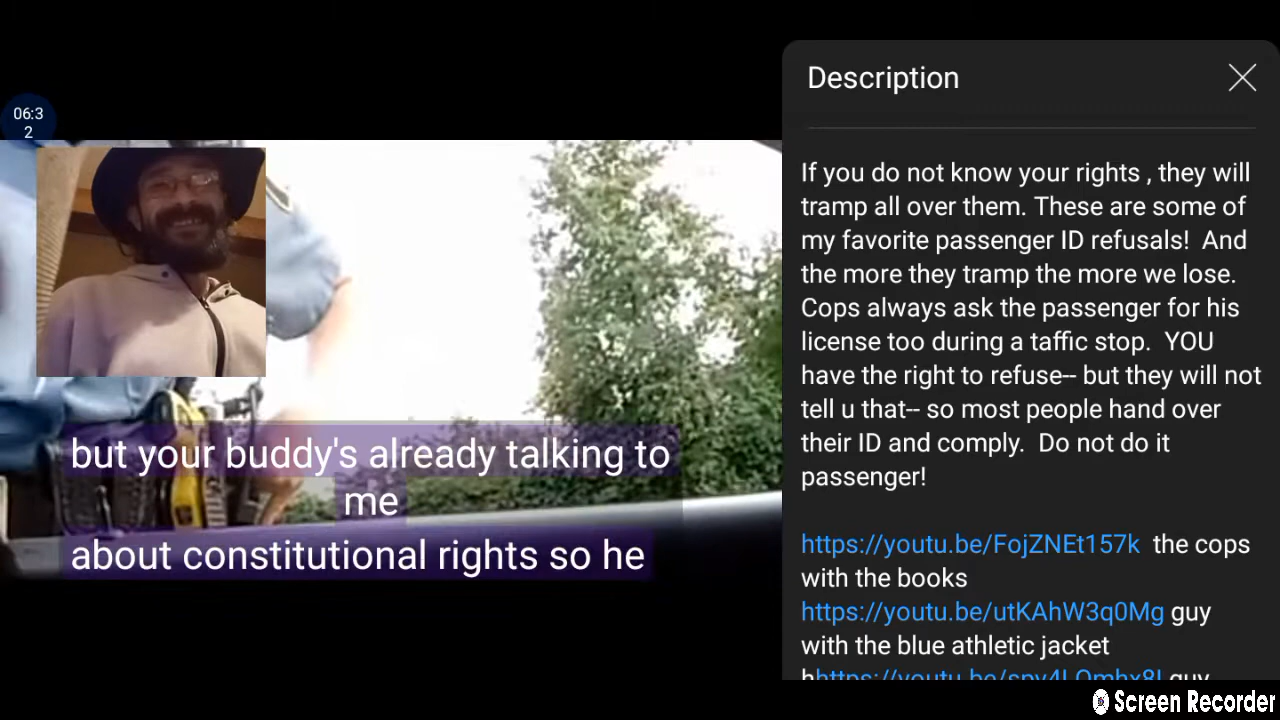 06:3
2
but your buddy's already talking to
me
about constitutional rights so he
Description
If you do not know your rights , they will
tramp all over them. These are some of
my favorite passenger ID refusals! And
the more they tramp the more we lose.
Cops always ask the passenger for his
license too during a taffic stop. YOU
have the right to refuse-- but they will not
tell u that-- so most people hand over
their ID and comply. Do not do it
passenger!
https://youtu.be/FojZNEt157k the cops
with the books
https://youtu.be/utKAhW3q0Mg guy
with the blue athletic jacket
Screen Recorder